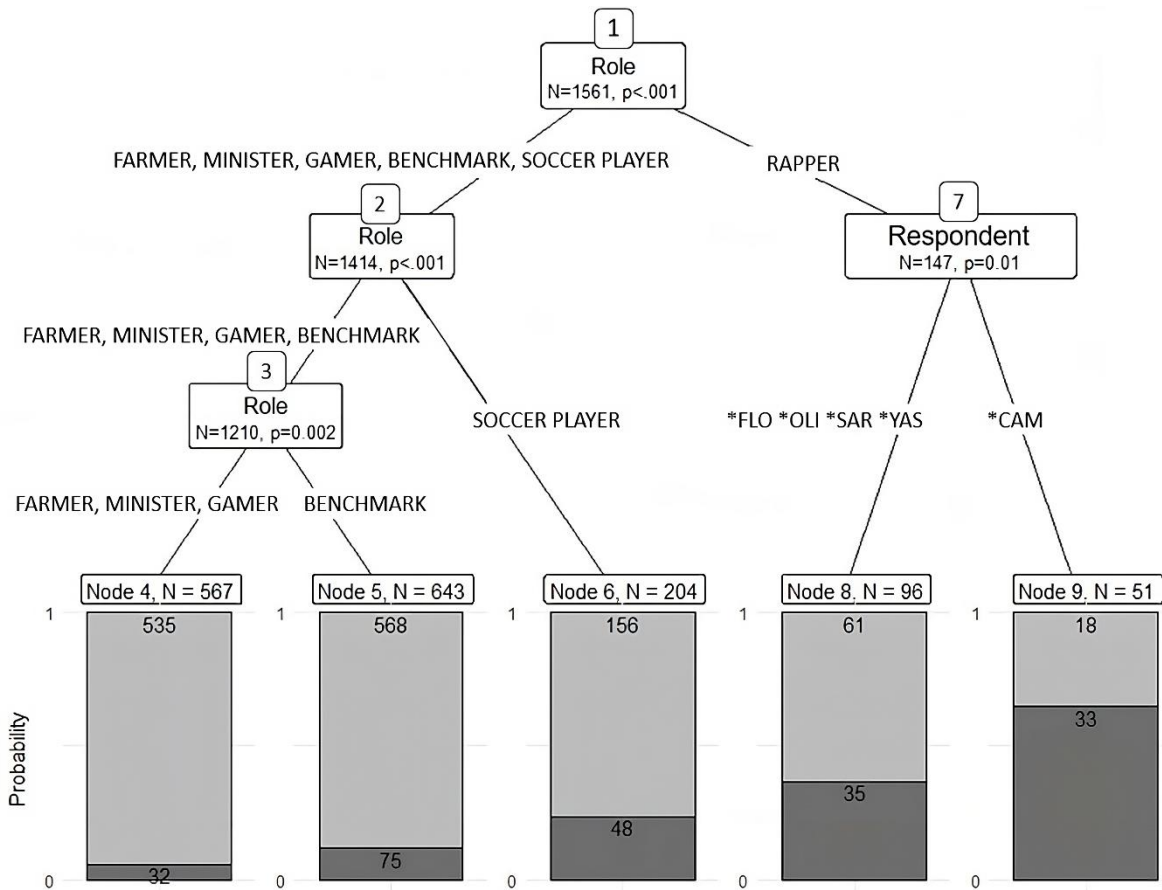 1
Role
N=1561, p<.001
FARMER, MINISTER, GAMER, BENCHMARK, SOCCER PLAYER
RAPPER
2
Role
N=1414, p<.001
7
Respondent
N=147, p=0.01
FARMER, MINISTER, GAMER, BENCHMARK
3
Role
N=1210, p=0.002
SOCCER PLAYER
*FLO *OLI *SAR *YAS
*CAM
FARMER, MINISTER, GAMER
BENCHMARK
Node 4, N = 567
Node 5, N = 643
Node 6, N = 204
Node 8, N = 96
Node 9. N = 51
Probability
1
0
535
32
1
0
568
75
1
0
156
48
1
0
61
35
1
0
18
33